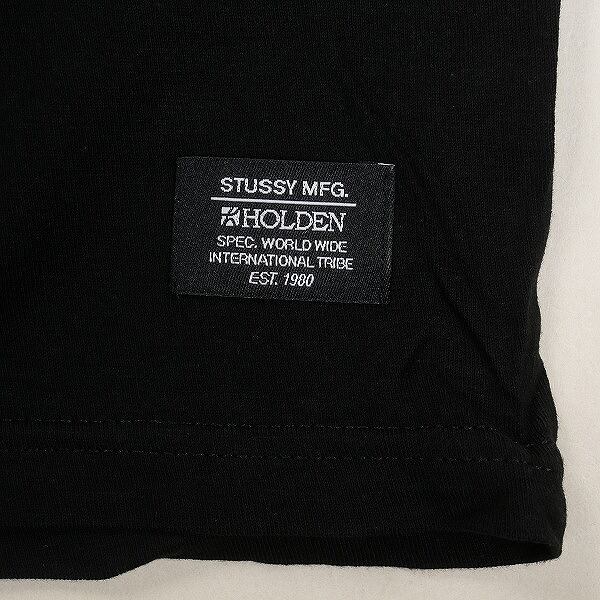 STUSSY MFG.
HOLDEN
SPEC. WORLD WIDE
INTERNATIONAL TRIBE
EST. 1980